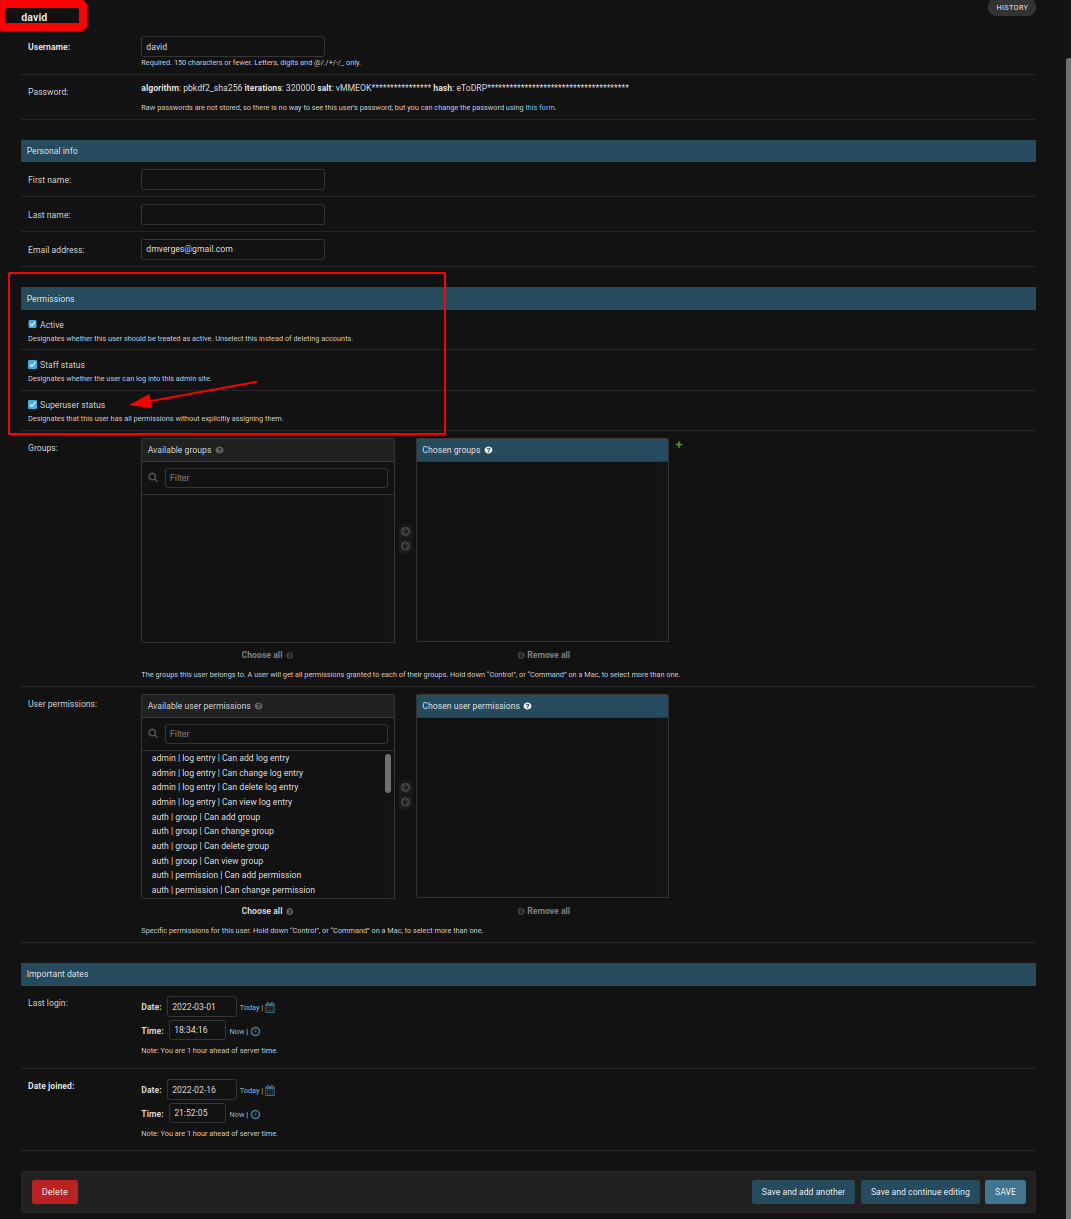 david
HISTORY
Username:
david
Required. 150 characters or fewer. Letters, digits and @/./+/-/_ only.
Password:
algorithm: pbkdf2_sha256 iterations: 320000 salt: vMMEOK**************** hash: eToDRP**************************************
Raw passwords are not stored, so there is no way to see this user's password, but you can change the password using this form.
Personal info
First name:
Last name:
Email address:
dmverges@gmail.com
Permissions
Active
Designates whether this user should be treated as active. Unselect this instead of deleting accounts.
Staff status
Designates whether the user can log into this admin site.
Superuser status
Designates that this user has all permissions without explicitly assigning them.
Groups:
Available groups ?
Filter
Choose all
Chosen groups ?
+
Remove all
The groups this user belongs to. A user will get all permissions granted to each of their groups. Hold down “Control”, or “Command” on a Mac, to select more than one.
User permissions:
Available user permissions ?
Filter
admin | log entry | Can add log entry
admin | log entry | Can change log entry
admin | log entry | Can delete log entry
admin | log entry | Can view log entry
auth | group | Can add group
auth | group | Can change group
auth | group | Can delete group
auth | group | Can view group
auth | permission | Can add permission
auth | permission | Can change permission
Choose all
Chosen user permissions ?
Remove all
Specific permissions for this user. Hold down “Control”, or “Command” on a Mac, to select more than one.
Important dates
Last login:
Date: 2022-03-01 Today |
Time: 18:34:16 Now |
Note: You are 1 hour ahead of server time.
Date joined:
Date: 2022-02-16 Today |
Time: 21:52:05 Now |
Note: You are 1 hour ahead of server time.
Delete
Save and add another
Save and continue editing
SAVE